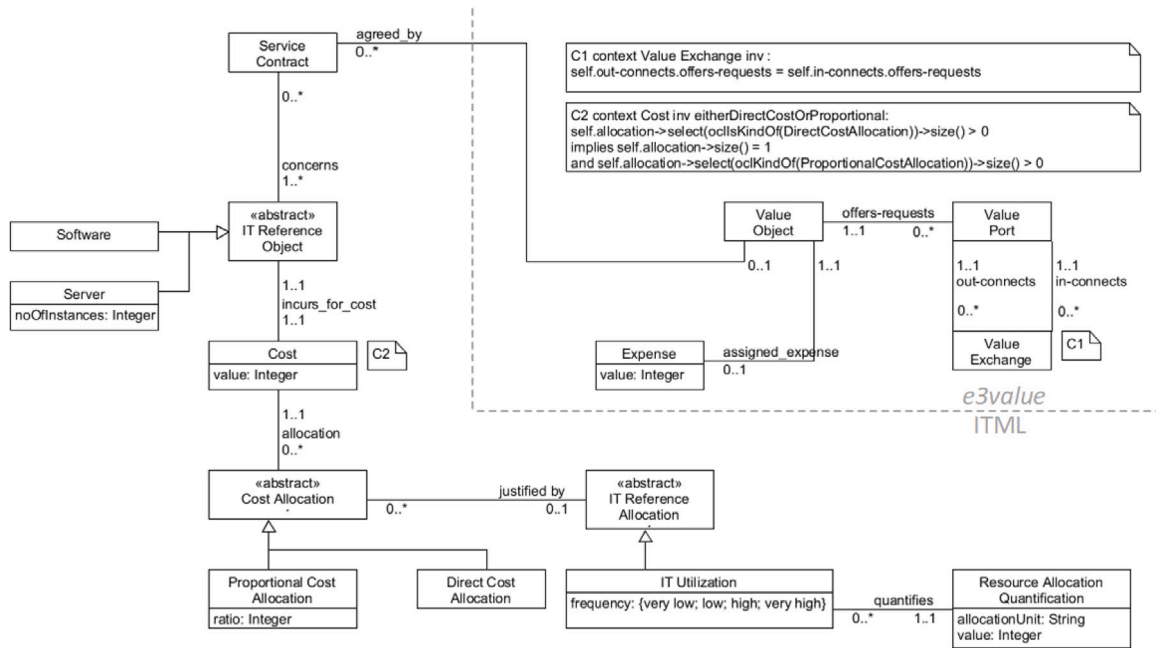 agreed_by
0..*
Service
Contract
0..*
concerns
1..*
C1 context Value Exchange inv :
self.out-connects.offers-requests = self.in-connects.offers-requests
C2 context Cost inv eitherDirectCostOrProportional:
self.allocation->select(oclIsKindOf(DirectCostAllocation))->size() > 0
implies self.allocation->size() = 1
and self.allocation->select(oclKindOf(ProportionalCostAllocation))->size() > 0
«abstract»
IT Reference
Object
Software
Server
noOfInstances: Integer
1..1
incurs_for_cost
1..1
Value
Object
offers-requests
1..1
0..*
Value
Port
0..1
1..1
1..1
out-connects
0..*
1..1
in-connects
0..*
Value
Exchange
C1
Cost
value: Integer
C2
Expense
value: Integer
assigned_expense
0..1
e3value
ITML
1..1
allocation
0..*
«abstract»
Cost Allocation
justified by
0..*
0..1
«abstract»
IT Reference
Allocation
Proportional Cost
Allocation
ratio: Integer
Direct Cost
Allocation
IT Utilization
frequency: {very low; low; high; very high}
quantifies
0..*
1..1
Resource Allocation
Quantification
allocationUnit: String
value: Integer